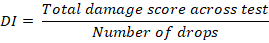 DI = Total damage score across test
Number of drops